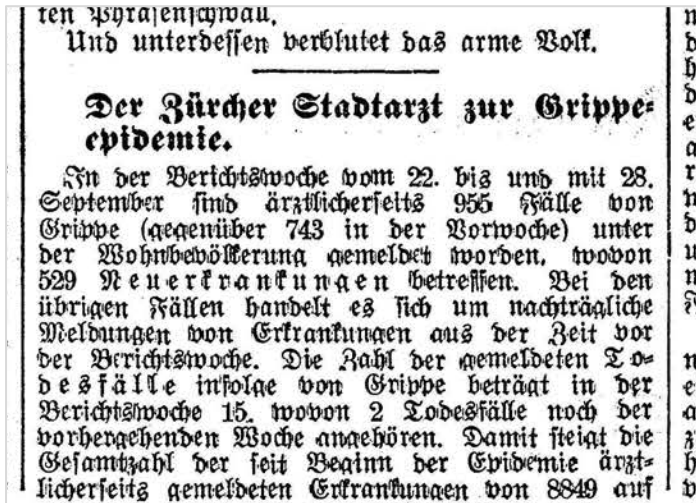 ten Phrasenschwall.
Und unterdessen verblutet das arme Volk.
Der Zürcher Stadtarzt zur Grippe-
epidemie.
In der Berichtswoche vom 22. bis und mit 28.
September sind ärztlicherseits 955 Fälle von
Grippe (gegenüber 743 in der Vorwoche) unter
der Wohnbevölkerung gemeldet worden, wovon
529 Neuerkrankungen betreffen. Bei den
übrigen Fällen handelt es sich um nachträgliche
Meldungen von Erkrankungen aus der Zeit vor
der Berichtswoche. Die Zahl der gemeldeten To-
desfälle infolge von Grippe beträgt in der
Berichtswoche 15, wovon 2 Todesfälle noch der
vorhergehenden Woche angehören. Damit steigt die
Gesamtzahl der seit Beginn der Epidemie ärzt-
licherseits gemeldeten Erkrankungen von 8849 auf